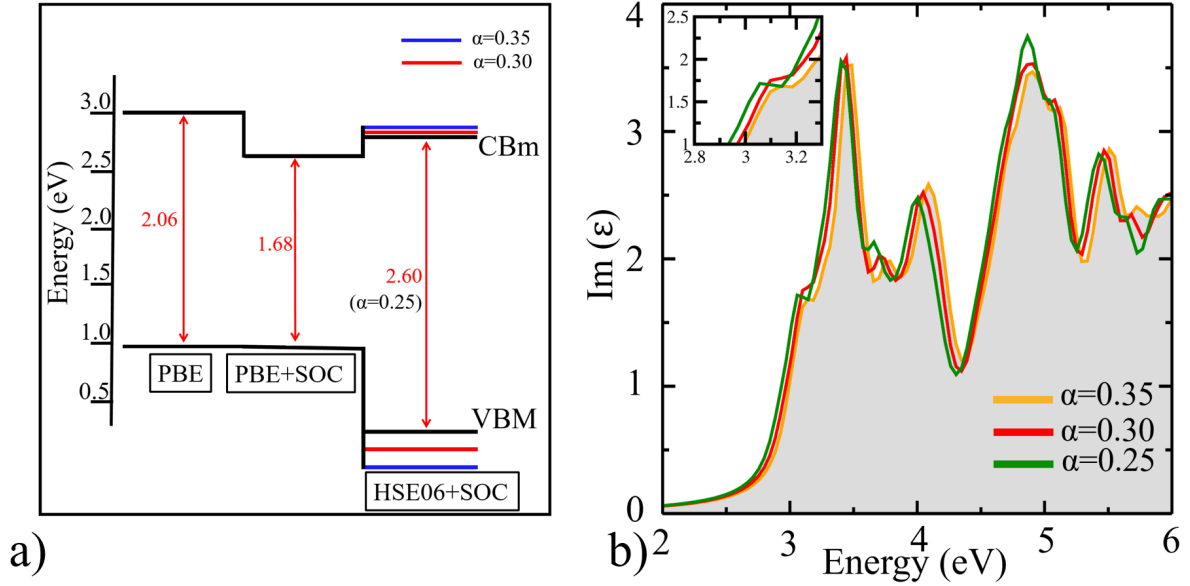 α=0.35
α=0.30
Energy (eV)
3.0
2.5
2.0
1.5
1.0
0.5
2.06
1.68
2.60
(α=0.25)
CBm
VBM
PBE
PBE+SOC
HSE06+SOC
a)
Im (ε)
4
3
2
1
0
2.5
2
1.5
1
2.8
3
3.2
α=0.35
α=0.30
α=0.25
2
3
4
5
6
Energy (eV)
b)